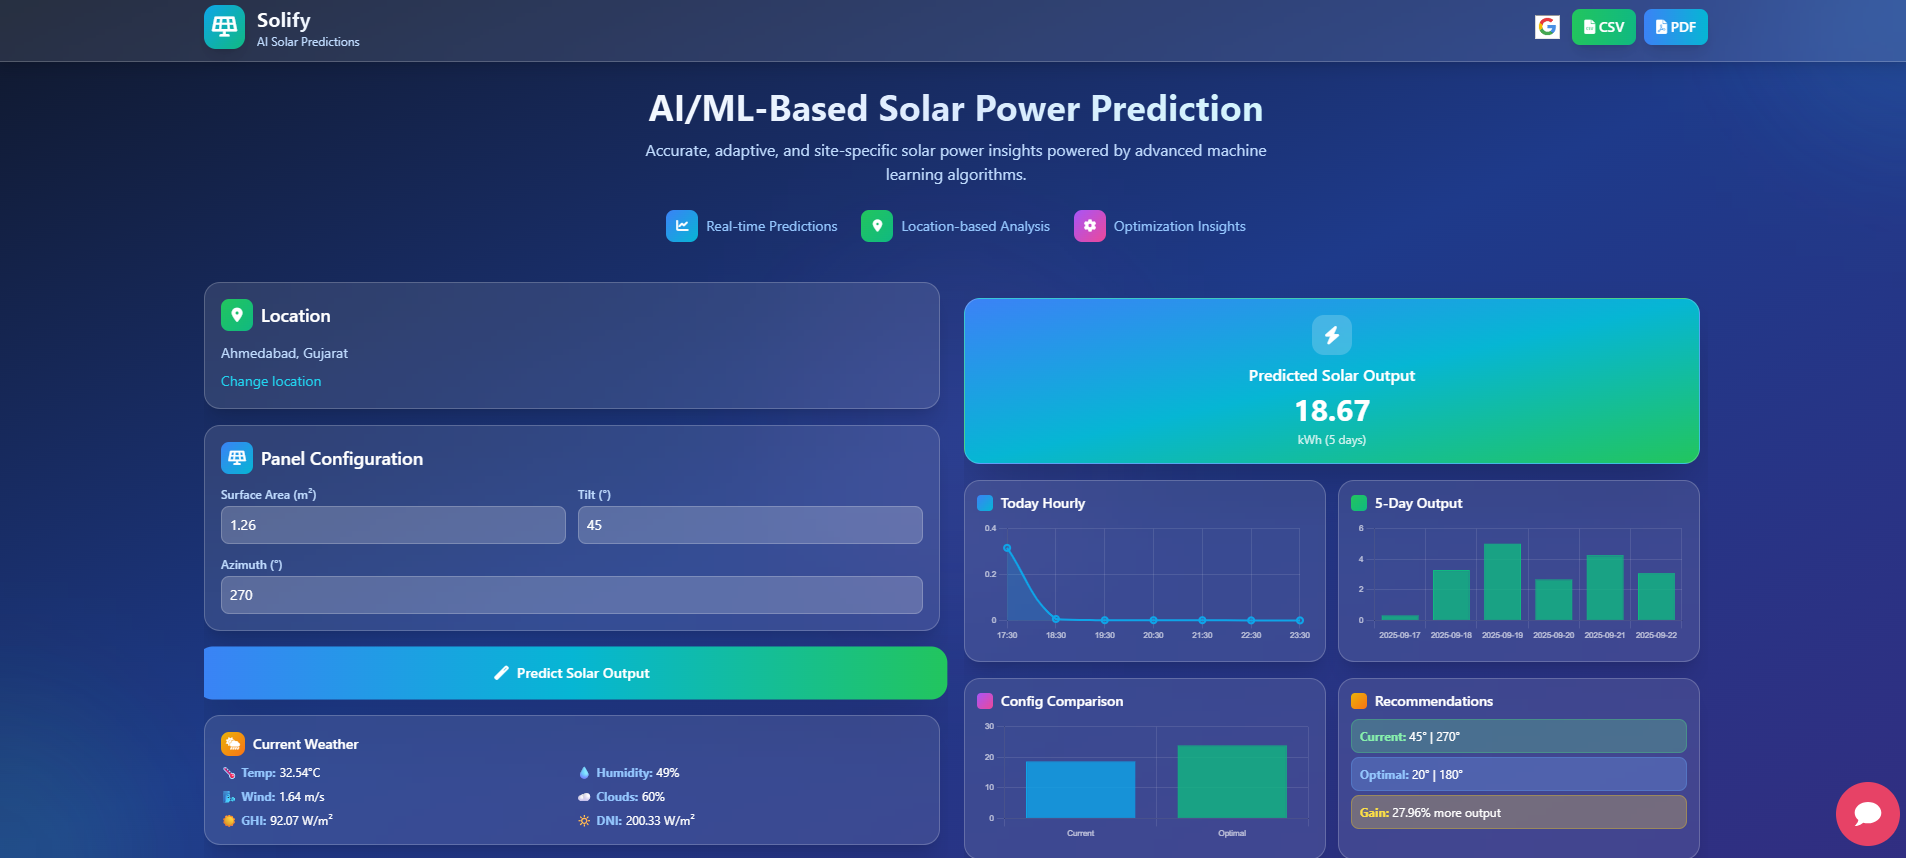 Solify
AI Solar Predictions
CSV
PDF
AI/ML-Based Solar Power Prediction
Accurate, adaptive, and site-specific solar power insights powered by advanced machine
learning algorithms.
Real-time Predictions
Location-based Analysis
Optimization Insights
Location
Ahmedabad, Gujarat
Change location
Panel Configuration
Surface Area (m²)
Tilt (°)
1.26
45
Azimuth (°)
270
Predict Solar Output
Current Weather
Temp: 32.54°C
Humidity: 49%
Wind: 1.64 m/s
Clouds: 60%
GHI: 92.07 W/m²
DNI: 200.33 W/m²
Predicted Solar Output
18.67
kWh (5 days)
Today Hourly
0.4
0.2
0
17:30 18:30 19:30 20:30 21:30 22:30 23:30
5-Day Output
6
4
2
0
2025-09-17 2025-09-18 2025-09-19 2025-09-20 2025-09-21 2025-09-22
Config Comparison
30
20
10
0
Current Optimal
Recommendations
Current: 45° | 270°
Optimal: 20° | 180°
Gain: 27.96% more output